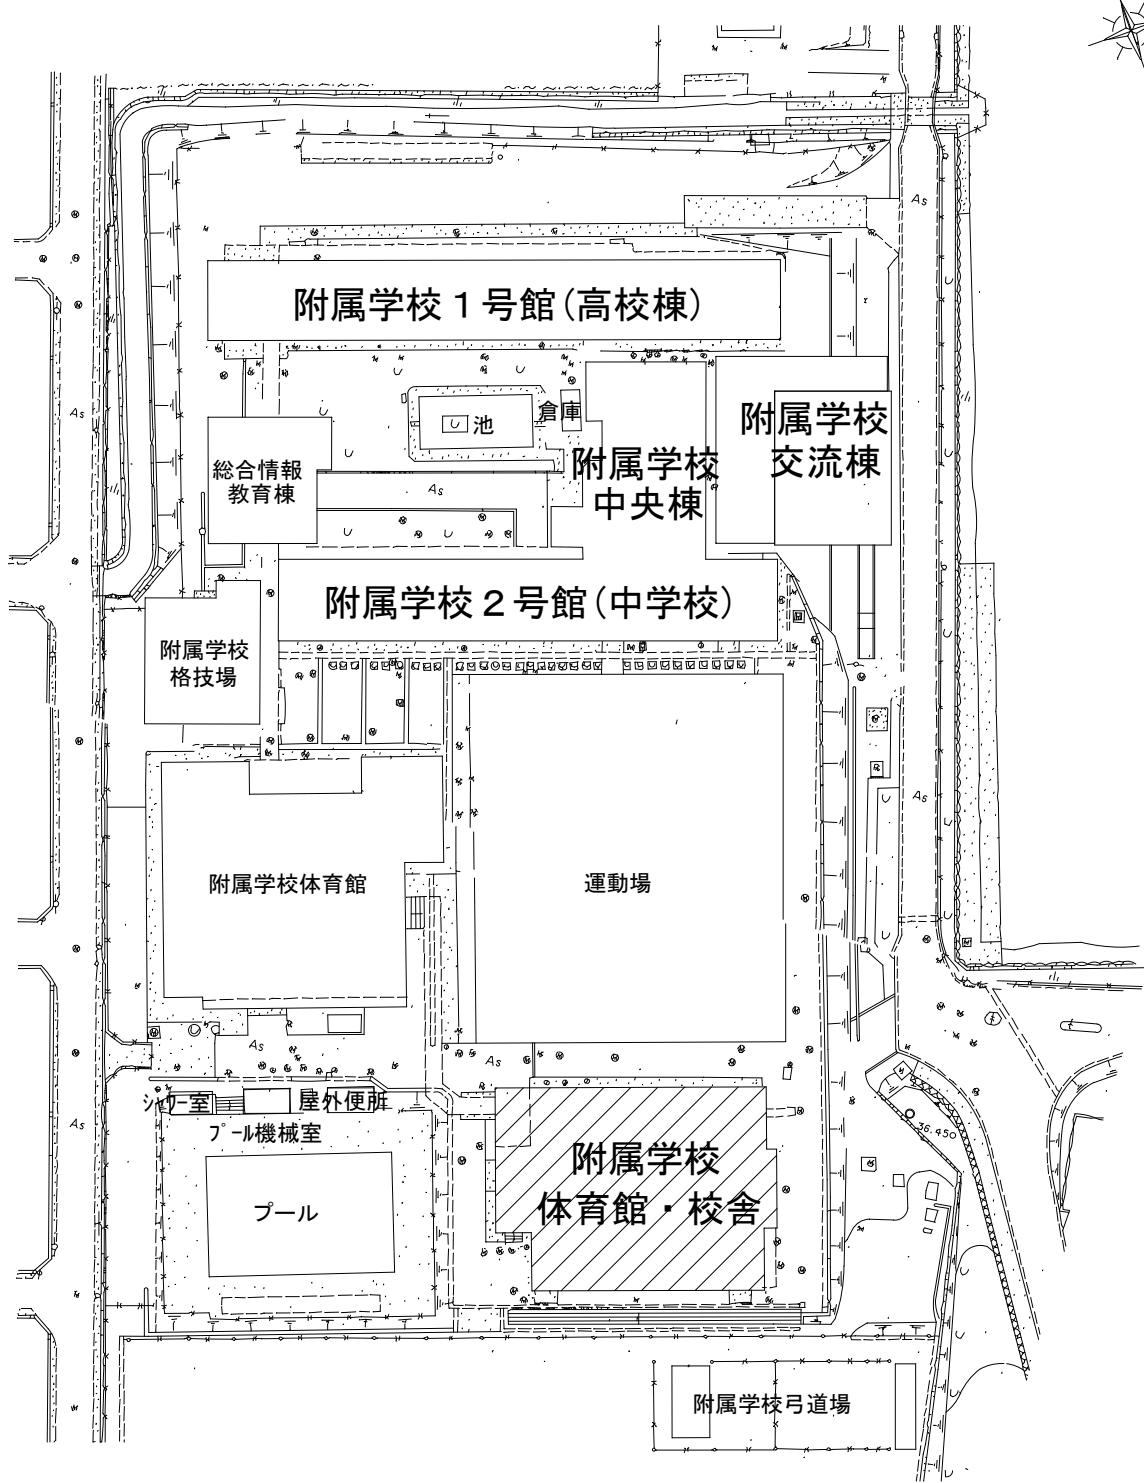 As
附属学校１号館(高校棟)
As
倉庫
池
附属学校
交流棟
総合情報
教育棟
As
附属学校
中央棟
附属学校２号館(中学校)
附属学校
格技場
As
附属学校体育館
運動場
As
As
As
シャワー室
屋外便所
プール機械室
36.450
附属学校
体育館・校舎
プール
附属学校弓道場